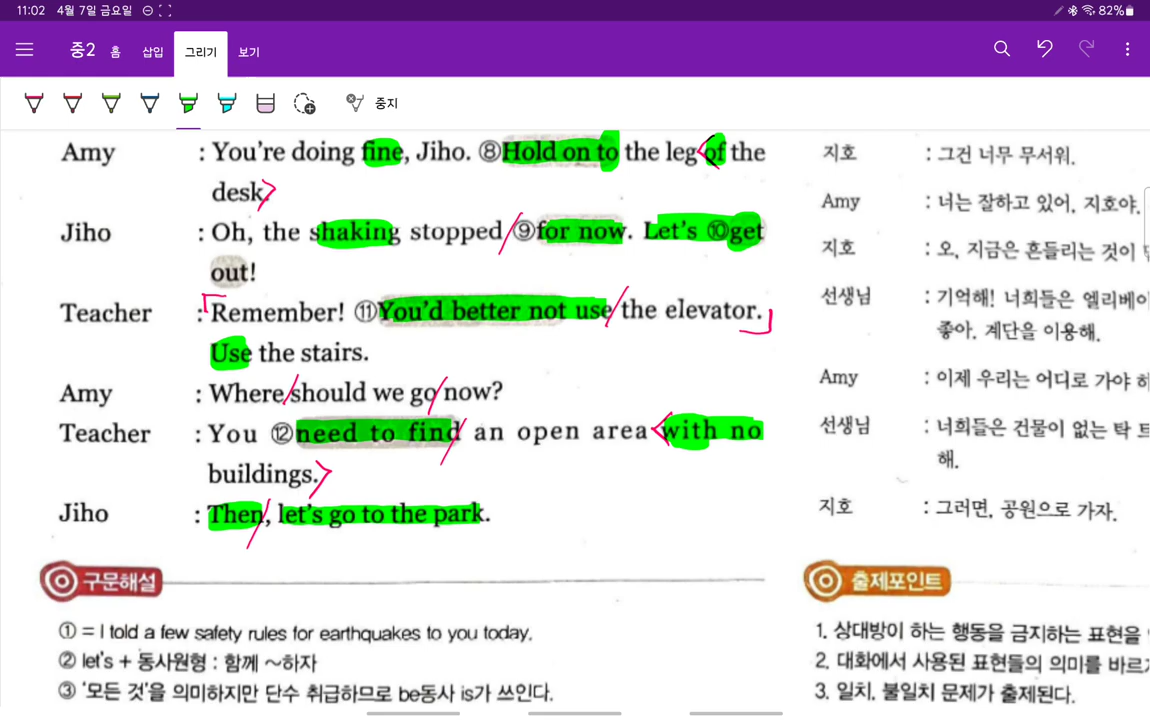 11:02 4월 7일 금요일 82%
중2 홈 삽입 그리기 보기
중지
Amy : You're doing fine, Jiho. ⑧Hold on to the leg of the
desk.
Jiho : Oh, the shaking stopped ⑨for now. Let's ⑩get
out!
Teacher : Remember! ⑪You'd better not use the elevator.
Use the stairs.
Amy : Where should we go now?
Teacher : You ⑫need to find an open area with no
buildings.
Jiho : Then, let's go to the park.
지호 : 그건 너무 무서워.
Amy : 너는 잘하고 있어, 지호야.
지호 : 오, 지금은 흔들리는 것이
선생님 : 기억해! 너희들은 엘리베이
좋아. 계단을 이용해.
Amy : 이제 우리는 어디로 가야 하
선생님 : 너희들은 건물이 없는 탁 트
해.
지호 : 그러면, 공원으로 가자.
구문해설
① = I told a few safety rules for earthquakes to you today.
② let's + 동사원형 : 함께 ～하자
③ '모든 것'을 의미하지만 단수 취급하므로 be동사 is가 쓰인다.
출제포인트
1. 상대방이 하는 행동을 금지하는 표현을
2. 대화에서 사용된 표현들의 의미를 바르
3. 일치, 불일치 문제가 출제된다.